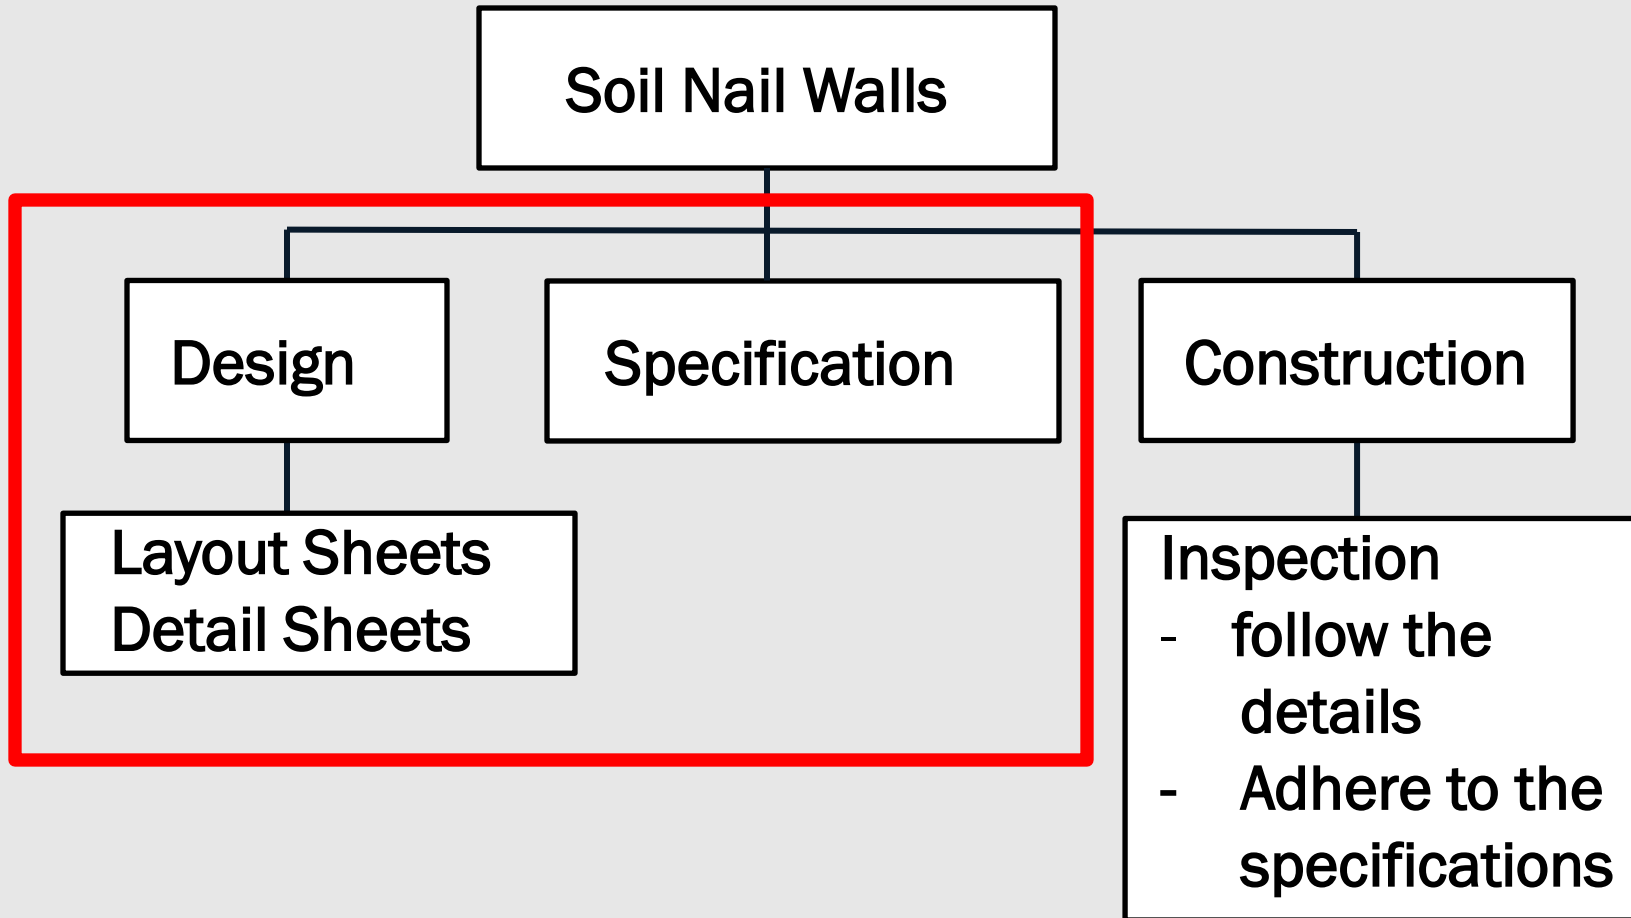 Soil Nail Walls
Design
Specification
Construction
Layout Sheets
Detail Sheets
Inspection
- follow the
details
- Adhere to the
specifications